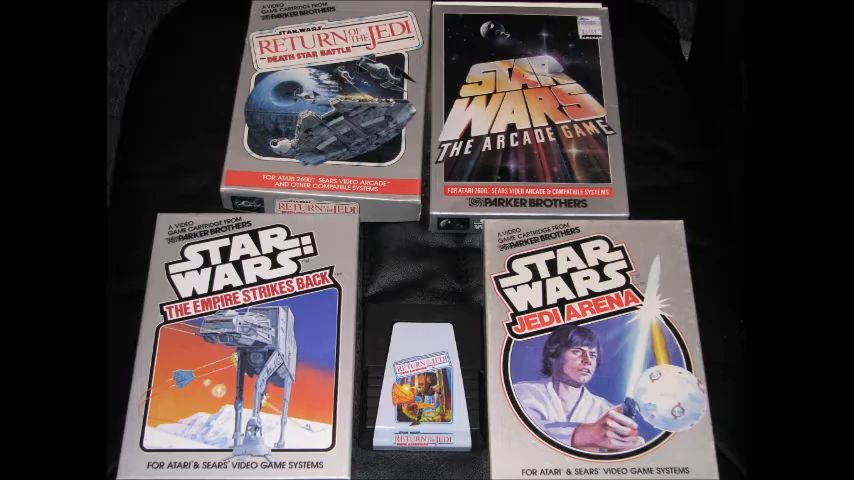 A VIDEO
GAME CARTRIDGE FROM
PARKER BROTHERS
STAR WARS
RETURN OF THE JEDI
DEATH STAR BATTLE
FOR ATARI 2600, SEARS VIDEO ARCADE
AND OTHER COMPATIBLE SYSTEMS
STAR WARS
RETURN OF THE JEDI
STAR
WARS
THE ARCADE GAME
FOR ATARI 2600, SEARS VIDEO ARCADE & COMPATIBLE SYSTEMS
PARKER BROTHERS
A VIDEO
GAME CARTRIDGE FROM
PARKER BROTHERS
STAR
WARS
THE EMPIRE STRIKES BACK
FOR ATARI & SEARS VIDEO GAME SYSTEMS
RETURN OF THE JEDI
STAR WARS
RETURN OF THE JEDI
A VIDEO
GAME CARTRIDGE FROM
PARKER BROTHERS
STAR
WARS
JEDI ARENA
FOR ATARI & SEARS VIDEO GAME SYSTEMS